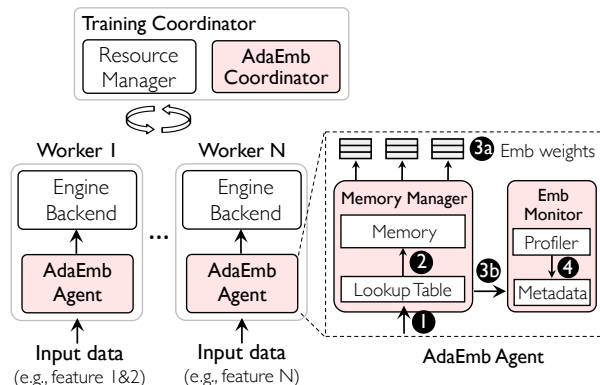 Training Coordinator
Resource
Manager
AdaEmb
Coordinator
Worker 1
Worker N
Engine
Backend
Engine
Backend
...
AdaEmb
Agent
AdaEmb
Agent
Input data
(e.g., feature 1&2)
Input data
(e.g., feature N)
3a Emb weights
Memory Manager
Memory
2
Lookup Table
1
3b
Emb
Monitor
Profiler
4
Metadata
AdaEmb Agent